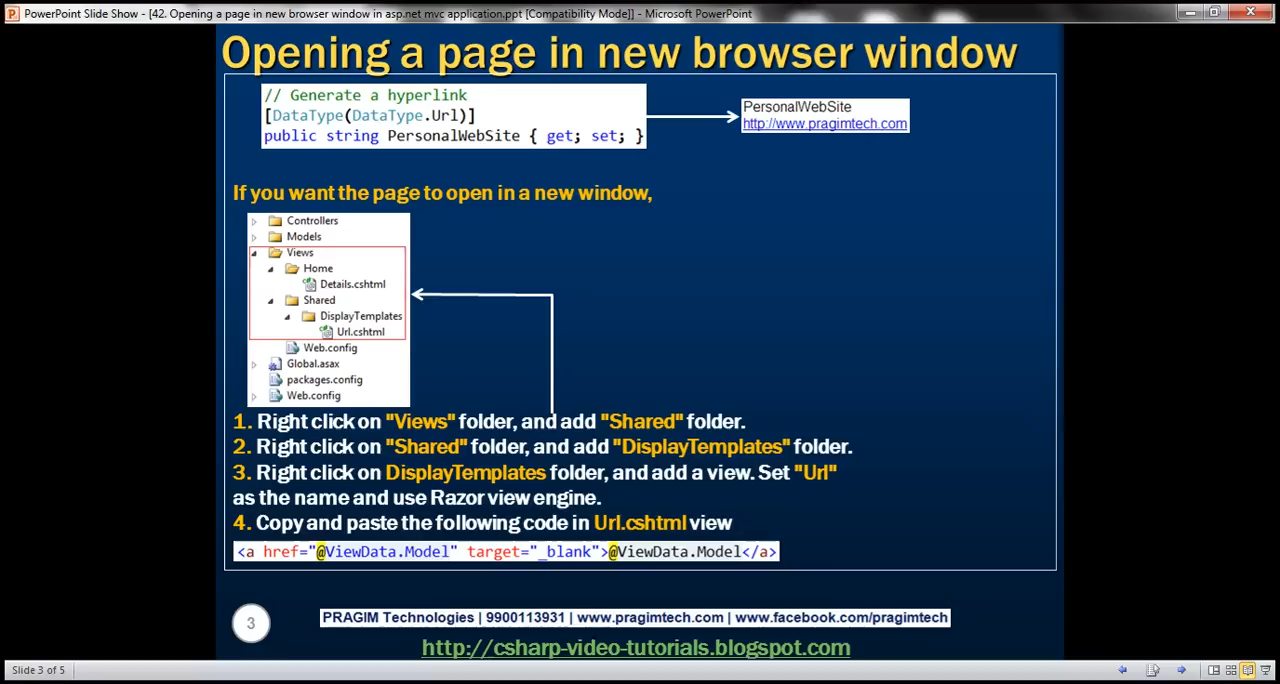 PowerPoint Slide Show - [42. Opening a page in new browser window in asp.net mvc application.ppt [Compatibility Mode]] - Microsoft PowerPoint
Opening a page in new browser window
// Generate a hyperlink
[DataType(DataType.Url)]
public string PersonalWebSite { get; set; }
PersonalWebSite
http://www.pragimtech.com
If you want the page to open in a new window,
Controllers
Models
Views
Home
Details.cshtml
Shared
DisplayTemplates
Url.cshtml
Web.config
Global.asax
packages.config
Web.config
1. Right click on "Views" folder, and add "Shared" folder.
2. Right click on "Shared" folder, and add "DisplayTemplates" folder.
3. Right click on DisplayTemplates folder, and add a view. Set "Url"
as the name and use Razor view engine.
4. Copy and paste the following code in Url.cshtml view
<a href="@ViewData.Model" target="_blank">@ViewData.Model</a>
3
PRAGIM Technologies | 9900113931 | www.pragimtech.com | www.facebook.com/pragimtech
http://csharp-video-tutorials.blogspot.com
Slide 3 of 5